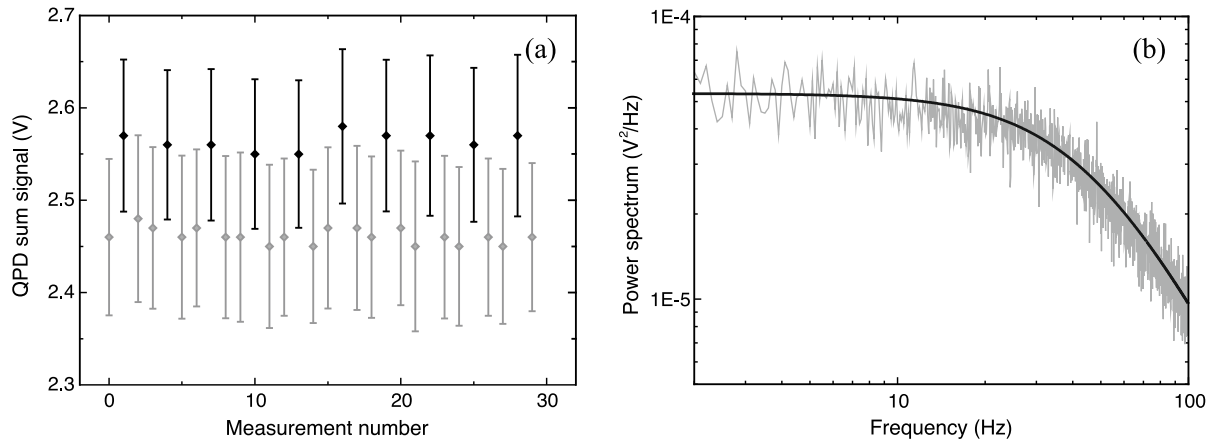 2.7
(a)
2.6
2.5
2.4
2.3
QPD sum signal (V)
0
10
20
30
Measurement number
1E-4
(b)
1E-5
Power spectrum (V²/Hz)
10
100
Frequency (Hz)